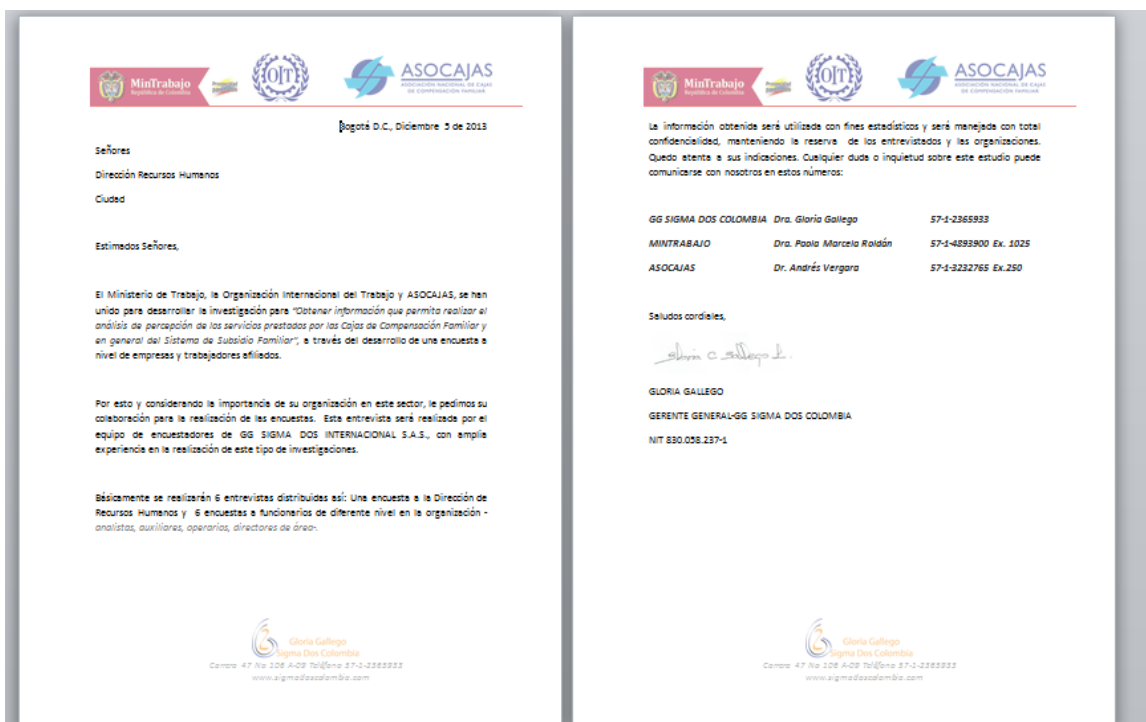 MinTrabajo
República de Colombia
OIT
ASOCAJAS
ASOCIACIÓN NACIONAL DE CAJAS
DE COMPENSACIÓN FAMILIAR
Bogotá D.C., Diciembre 5 de 2013
Señores
Dirección Recursos Humanos
Ciudad
Estimados Señores,
El Ministerio de Trabajo, la Organización Internacional del Trabajo y ASOCAJAS, se han
unido para desarrollar la investigación para "Obtener información que permita realizar el
análisis de percepción de los servicios prestados por las Cajas de Compensación Familiar y
en general del Sistema de Subsidio Familiar", a través del desarrollo de una encuesta a
nivel de empresas y trabajadores afiliados.
Por esto y considerando la importancia de su organización en este sector, le pedimos su
colaboración para la realización de las encuestas. Esta entrevista será realizada por el
equipo de encuestadores de GG SIGMA DOS INTERNACIONAL S.A.S., con amplia
experiencia en la realización de este tipo de investigaciones.
Básicamente se realizarán 6 entrevistas distribuidas así: Una encuesta a la Dirección de
Recursos Humanos y 6 encuestas a funcionarios de diferente nivel en la organización -
analistas, auxiliares, operarios, directores de área-.
Gloria Gallego
Sigma Dos Colombia
Carrera 47 No 106 A-09 Teléfono 57-1-2365933
www.sigmadoscolombia.com
MinTrabajo
República de Colombia
OIT
ASOCAJAS
ASOCIACIÓN NACIONAL DE CAJAS
DE COMPENSACIÓN FAMILIAR
La información obtenida será utilizada con fines estadísticos y será manejada con total
confidencialidad, manteniendo la reserva de los entrevistados y las organizaciones.
Quedo atenta a sus indicaciones. Cualquier duda o inquietud sobre este estudio puede
comunicarse con nosotros en estos números:
GG SIGMA DOS COLOMBIA Dra. Gloria Gallego 57-1-2365933
MINTRABAJO Dra. Paola Marcela Roldán 57-1-4893900 Ex. 1025
ASOCAJAS Dr. Andrés Vergara 57-1-3232765 Ex.250
Saludos cordiales,
Gloria C Gallego L.
GLORIA GALLEGO
GERENTE GENERAL-GG SIGMA DOS COLOMBIA
NIT 830.058.237-1
Gloria Gallego
Sigma Dos Colombia
Carrera 47 No 106 A-09 Teléfono 57-1-2365933
www.sigmadoscolombia.com